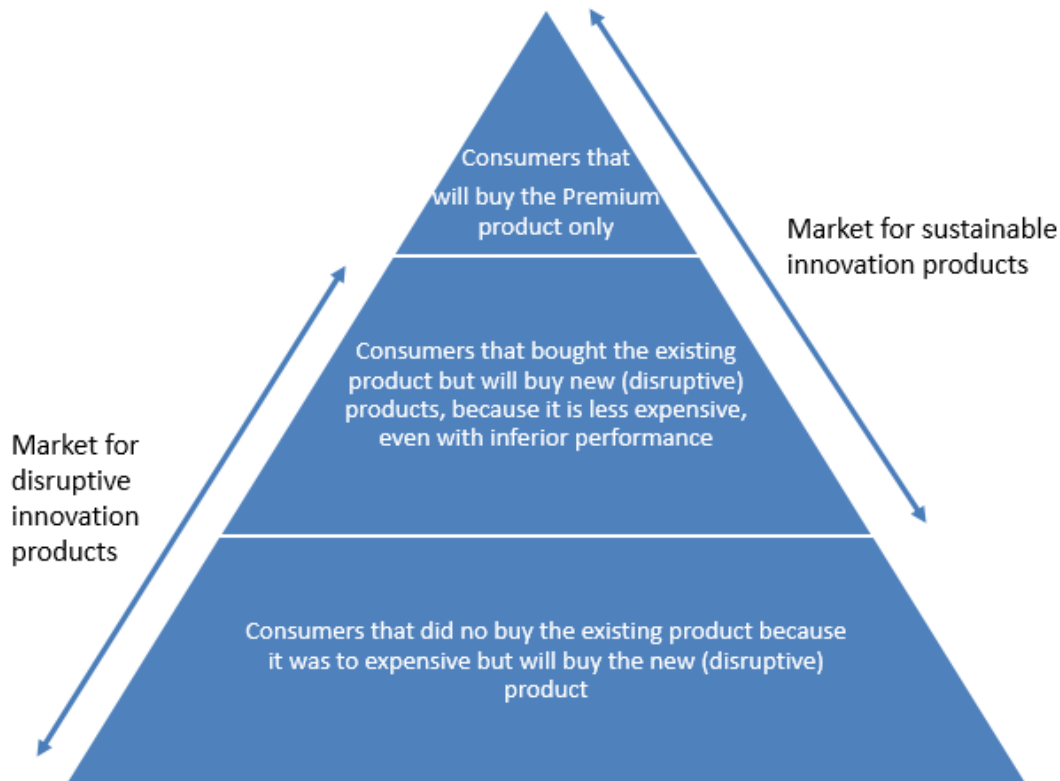 Consumers that
will buy the Premium
product only
Market for sustainable
innovation products
Consumers that bought the existing
product but will buy new (disruptive)
products, because it is less expensive,
even with inferior performance
Market for
disruptive
innovation
products
Consumers that did no buy the existing product because
it was to expensive but will buy the new (disruptive)
product